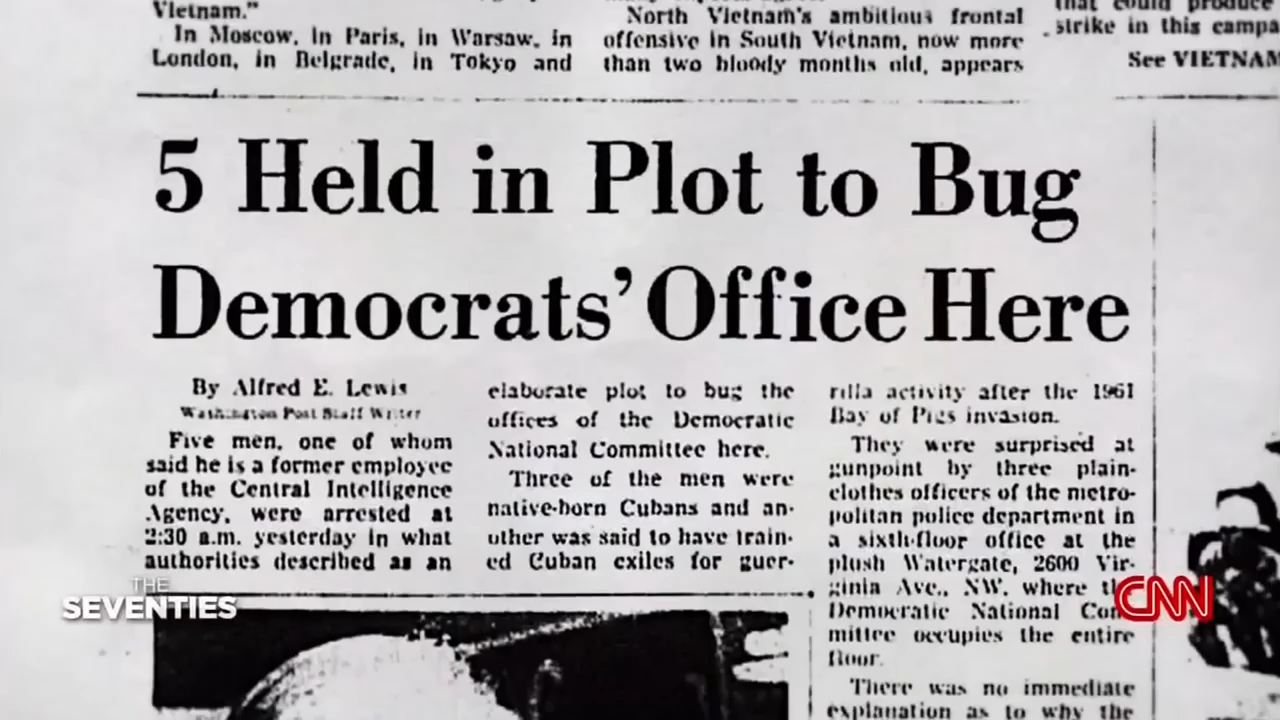 Vietnam."
In Moscow, in Paris, in Warsaw, in
London, in Belgrade, in Tokyo and
North Vietnam's ambitious frontal
offensive in South Vietnam, now more
than two bloody months old, appears
that could produce
strike in this campa
See VIETNAM
5 Held in Plot to Bug
Democrats' Office Here
By Alfred E. Lewis
Washington Post Staff Writer
Five men, one of whom
said he is a former employee
of the Central Intelligence
Agency, were arrested at
2:30 a.m. yesterday in what
authorities described as an
elaborate plot to bug the
offices of the Democratic
National Committee here.
Three of the men were
native-born Cubans and an-
other was said to have train-
ed Cuban exiles for guer-
rilla activity after the 1961
Bay of Pigs invasion.
They were surprised at
gunpoint by three plain-
clothes officers of the metro-
politan police department in
a sixth-floor office at the
plush Watergate, 2600 Vir-
ginia Ave., NW, where
Democratic National Com
mittee occupies the entire
floor.
There was no immediate
explanation as to why the
THE
SEVENTIES
CNN